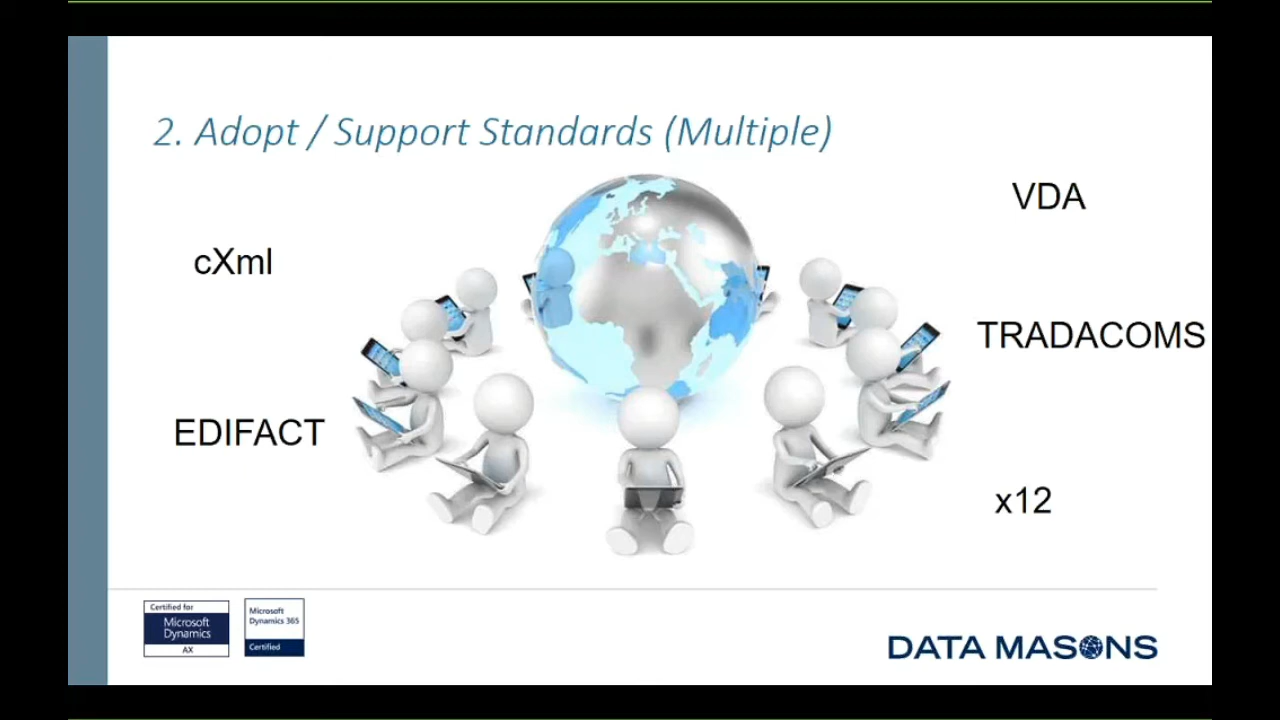 2. Adopt / Support Standards (Multiple)
VDA
cXml
TRADACOMS
EDIFACT
x12
Certified for
Microsoft
Dynamics
AX
Microsoft
Dynamics 365
Certified
DATA MASONS